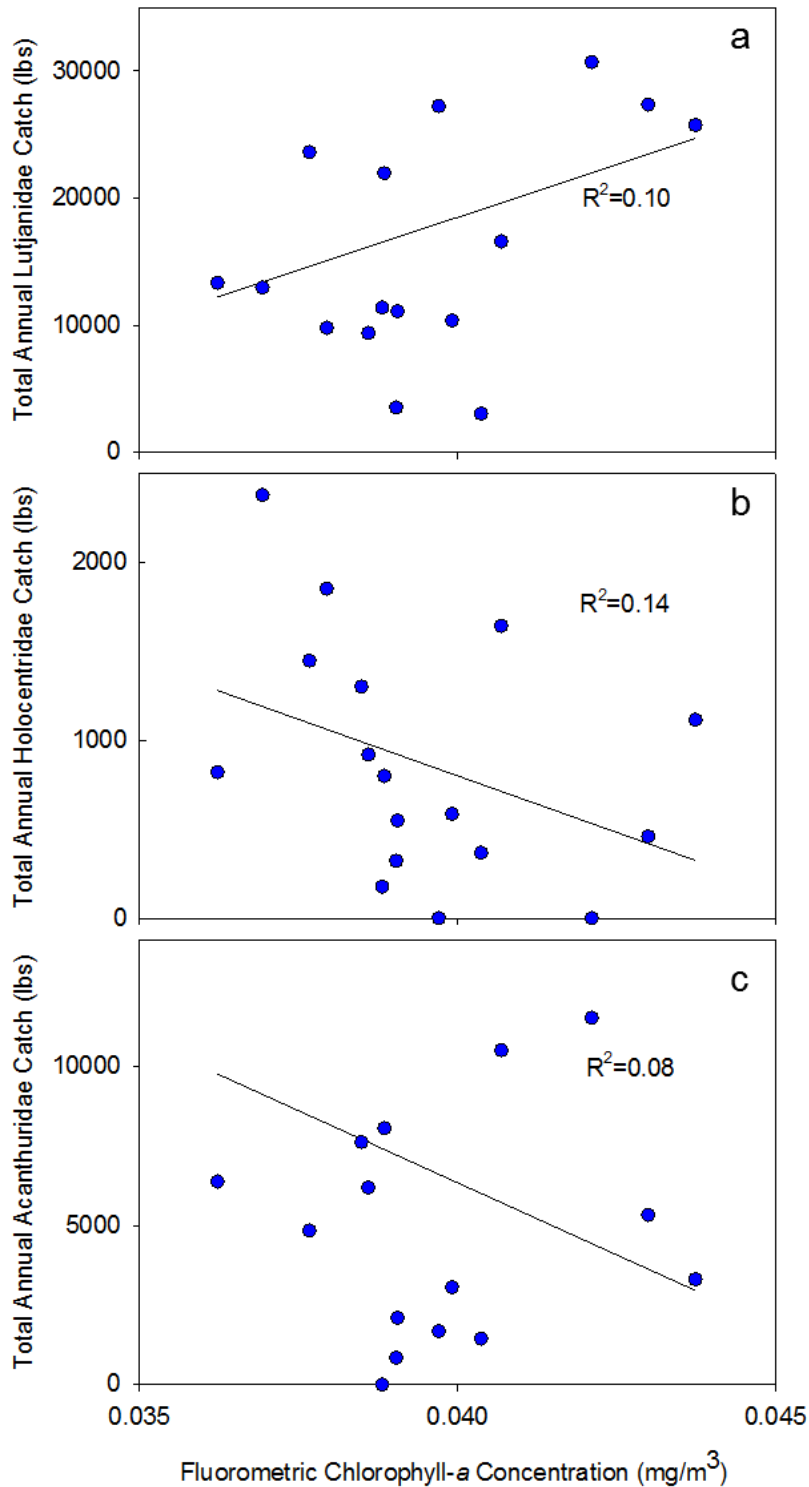 a
Total Annual Lutjanidae Catch (lbs)
30000
20000
10000
0
R²=0.10
b
Total Annual Holocentridae Catch (lbs)
2000
1000
0
R²=0.14
c
Total Annual Acanthuridae Catch (lbs)
10000
5000
0
R²=0.08
0.035 0.040 0.045
Fluorometric Chlorophyll-a Concentration (mg/m³)